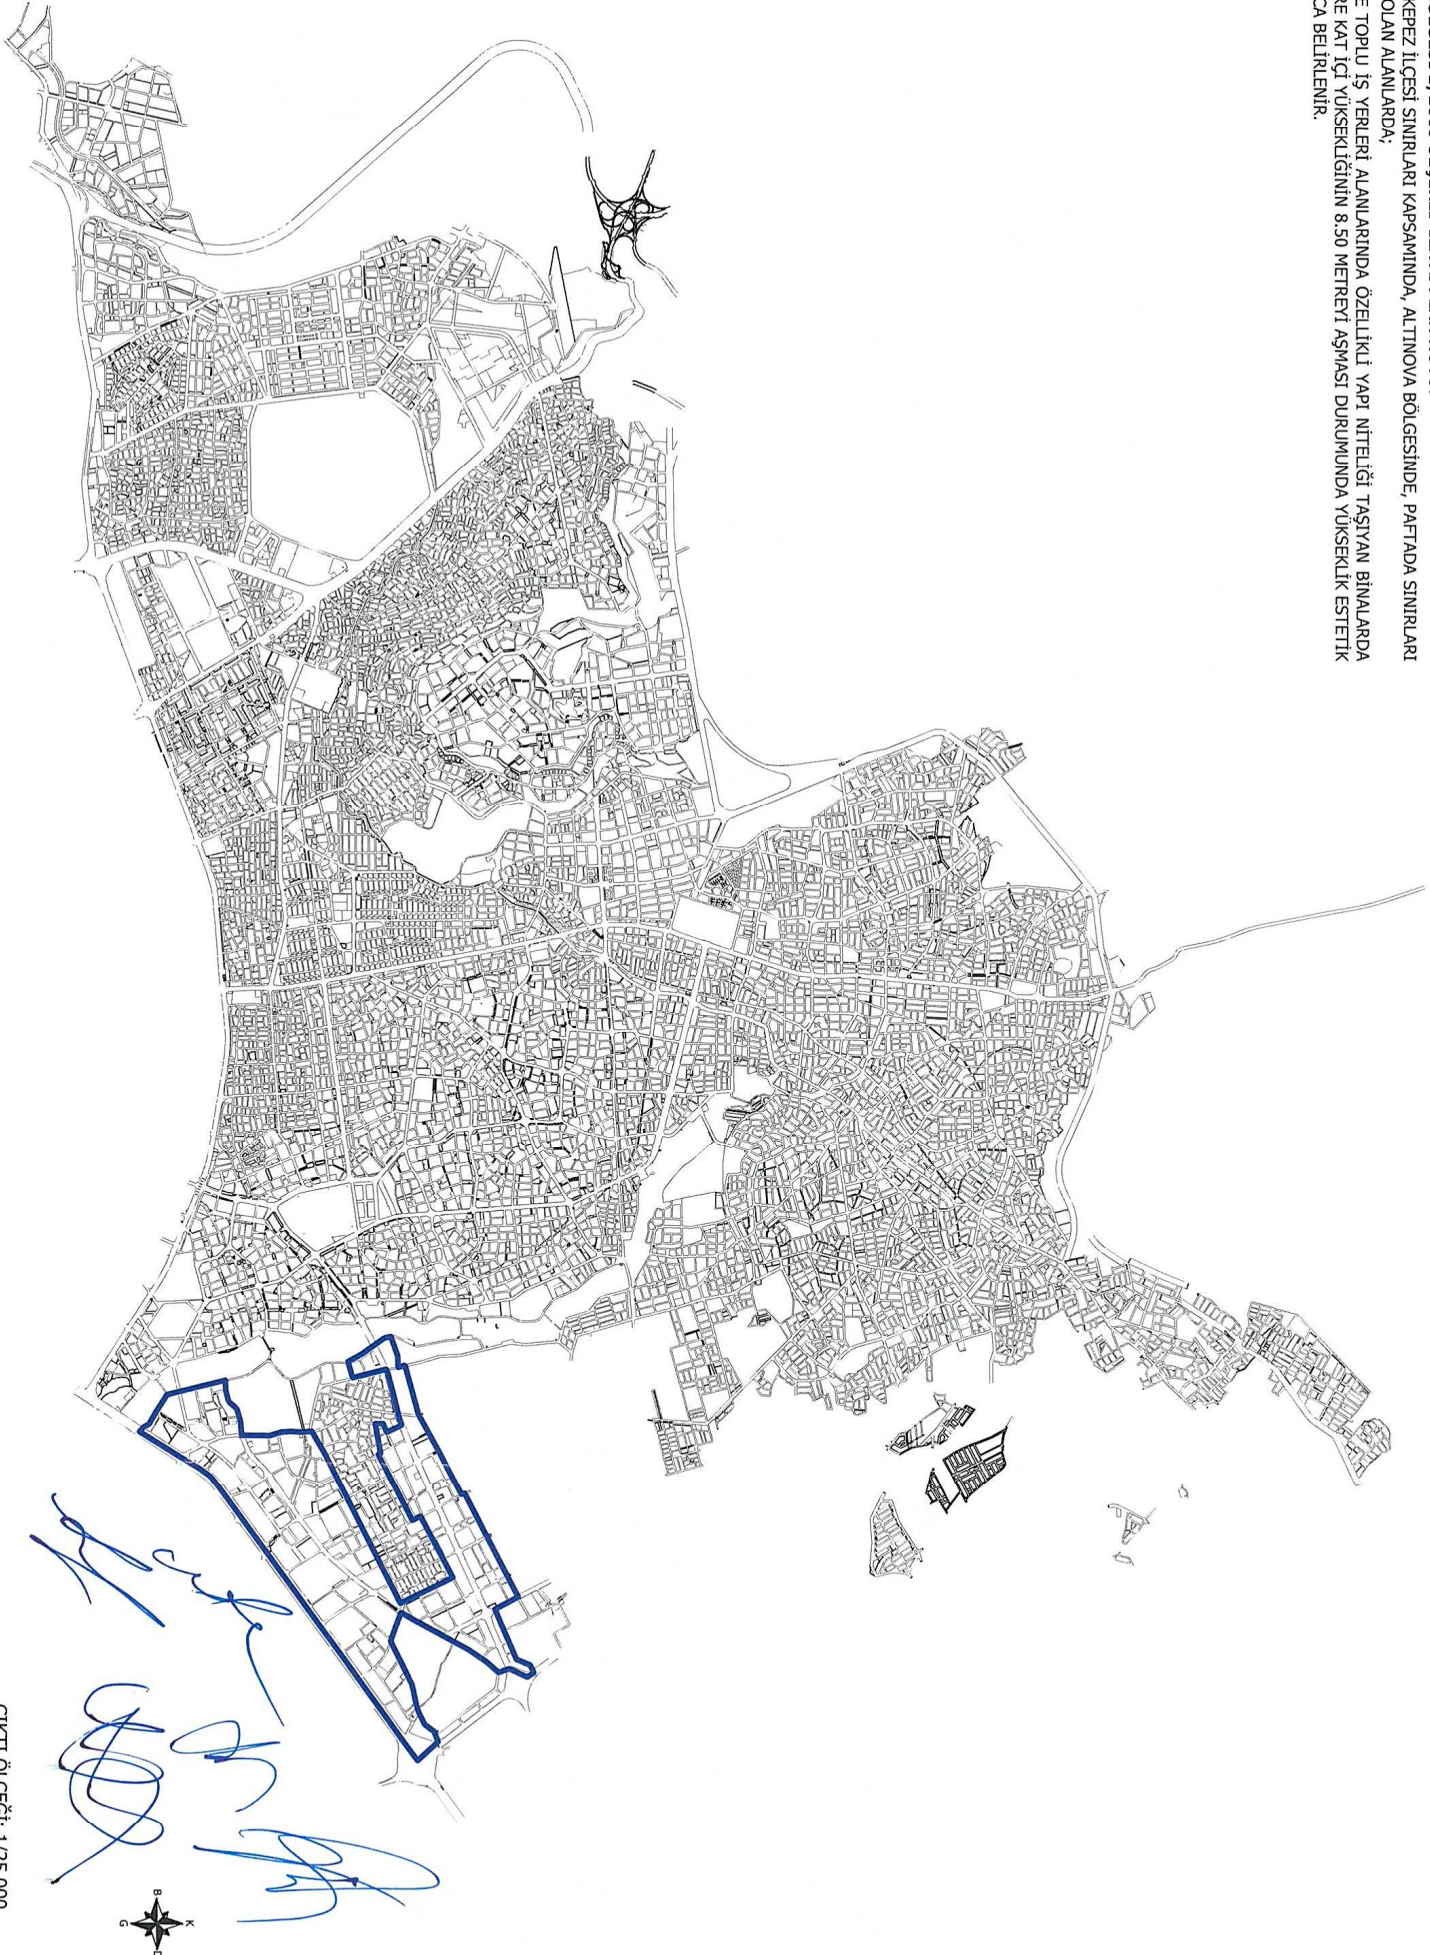 KEPEZ İLÇESİ SINIRLARI KAPSAMINDA, ALTINOVA BÖLGESİNDE, PAFTADA SINIRLARI
OLAN ALANLARDA;
E TOPLU İŞ YERLERİ ALANLARINDA ÖZELLİKLİ YAPI NİTELİĞİ TAŞIYAN BİNALARDA
RE KAT İÇİ YÜKSEKLİĞİNİN 8.50 METREYİ AŞMASI DURUMUNDA YÜKSEKLİK ESTETİK
CA BELİRLENİR.
K
B
G
ÇIKTI ÖLÇEĞİ: 1/25.000